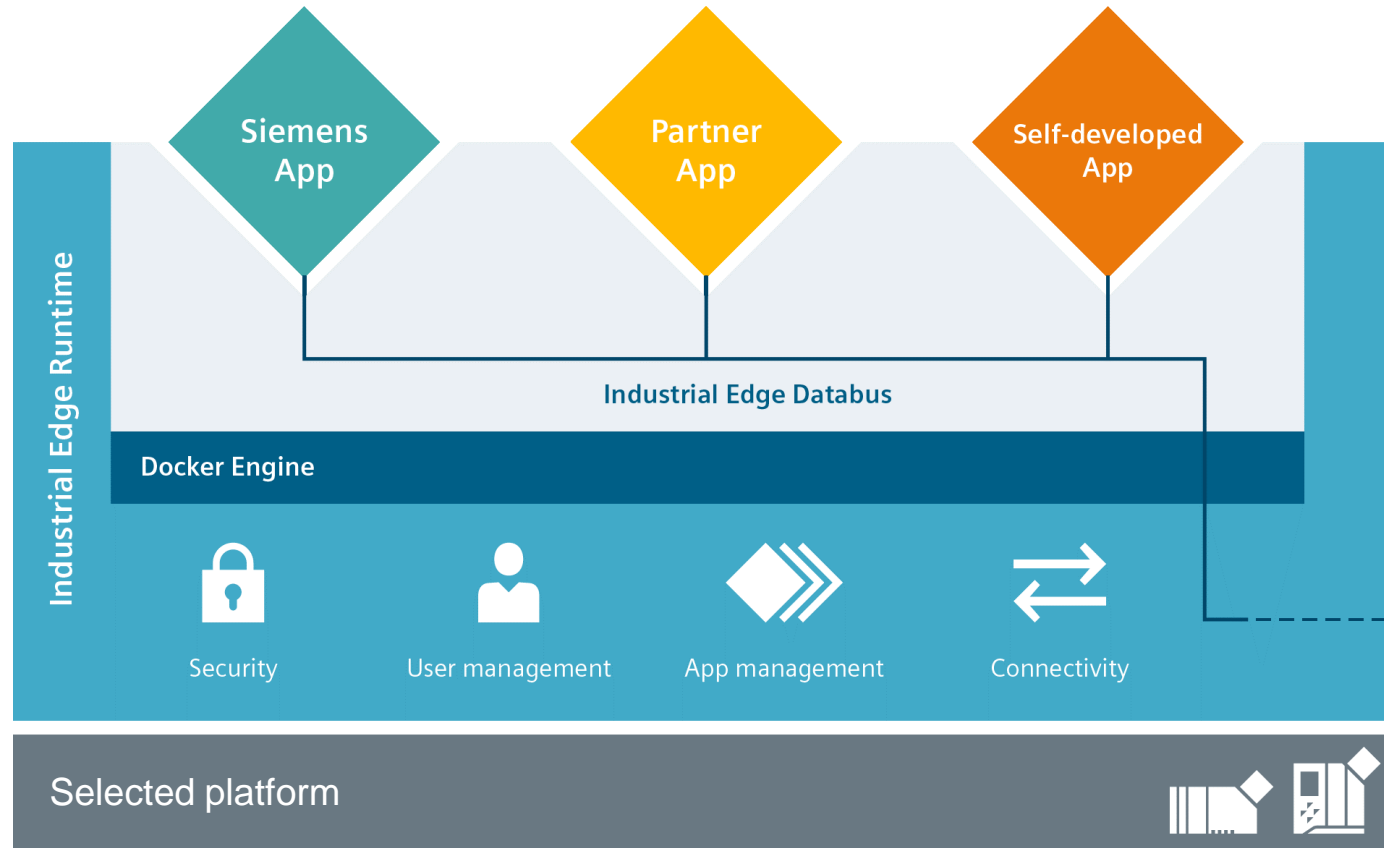 Siemens
App
Partner
App
Self-developed
App
Industrial Edge Runtime
Industrial Edge Databus
Docker Engine
Security
User management
App management
Connectivity
Selected platform